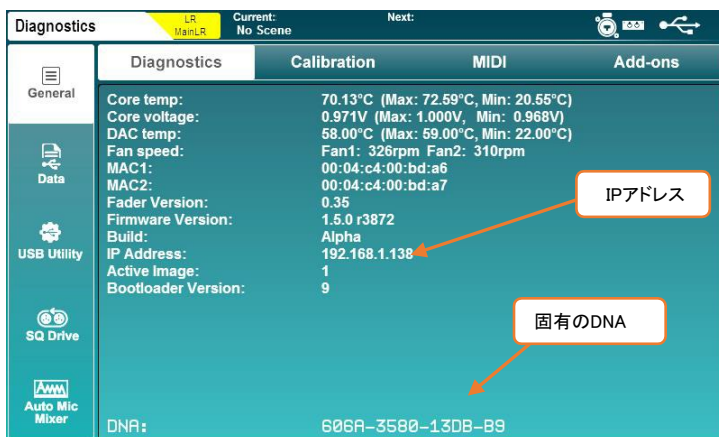 Diagnostics
LR
MainLR
Current:
No Scene
Next:
General
Data
USB Utility
SQ Drive
Auto Mic
Mixer
Diagnostics Calibration MIDI Add-ons
Core temp: 70.13°C (Max: 72.59°C, Min: 20.55°C)
Core voltage: 0.971V (Max: 1.000V, Min: 0.968V)
DAC temp: 58.00°C (Max: 59.00°C, Min: 22.00°C)
Fan speed: Fan1: 326rpm Fan2: 310rpm
MAC1: 00:04:c4:00:bd:a6
MAC2: 00:04:c4:00:bd:a7
Fader Version: 0.35
Firmware Version: 1.5.0 r3872
Build: Alpha
IP Address: 192.168.1.138
Active Image: 1
Bootloader Version: 9
IPアドレス
固有のDNA
DNA: 606A-3580-13DB-B9